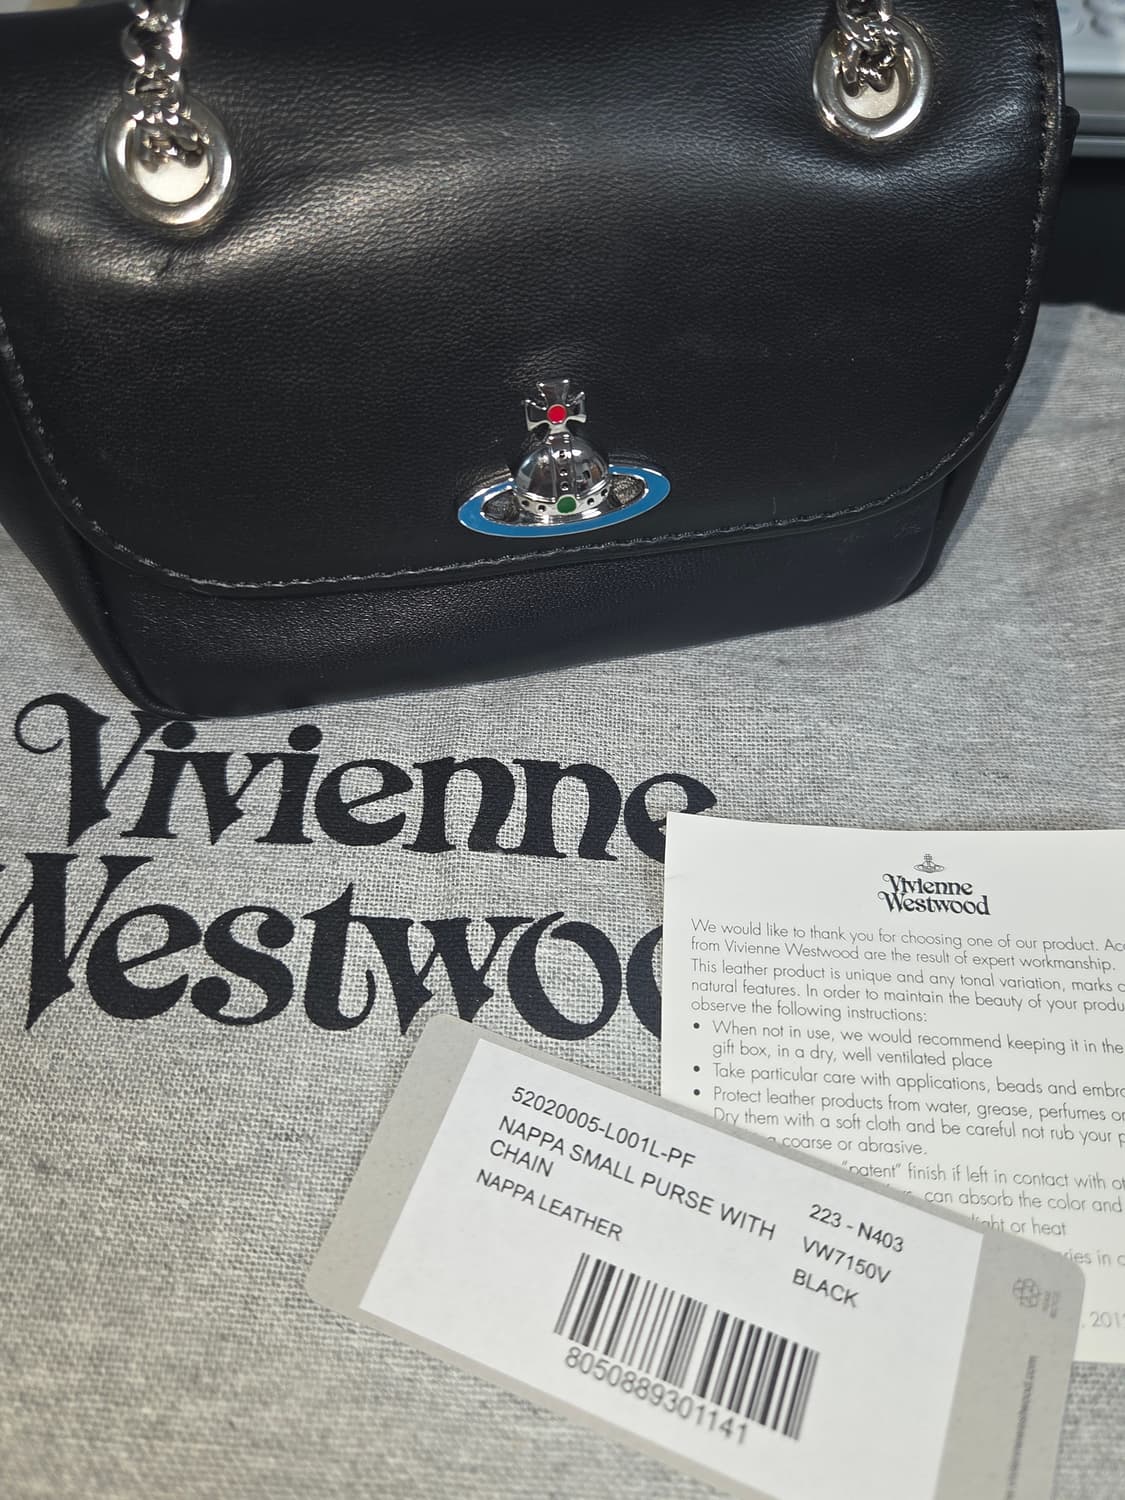 Vivienne
Westwoo
Vivienne
Westwood
We would like to thank you for choosing one of our product.
from Vivienne Westwood are the result of expert workmanship.
This leather product is unique and any tonal variation, marks
natural features. In order to maintain the beauty of your
observe the following instructions:
• When not in use, we would recommend keeping it in the
gift box, in a dry, well ventilated place
• Take particular care with applications, beads and
• Protect leather products from water, grease, perfumes or
Dry them with a soft cloth and be careful not rub your
coarse or abrasive.
"patent" finish if left in contact with
can absorb the color and
or heat
in
52020005-L001L-PF
NAPPA SMALL PURSE WITH
CHAIN
NAPPA LEATHER
223 - N403
VW7150V
BLACK
8050889301141